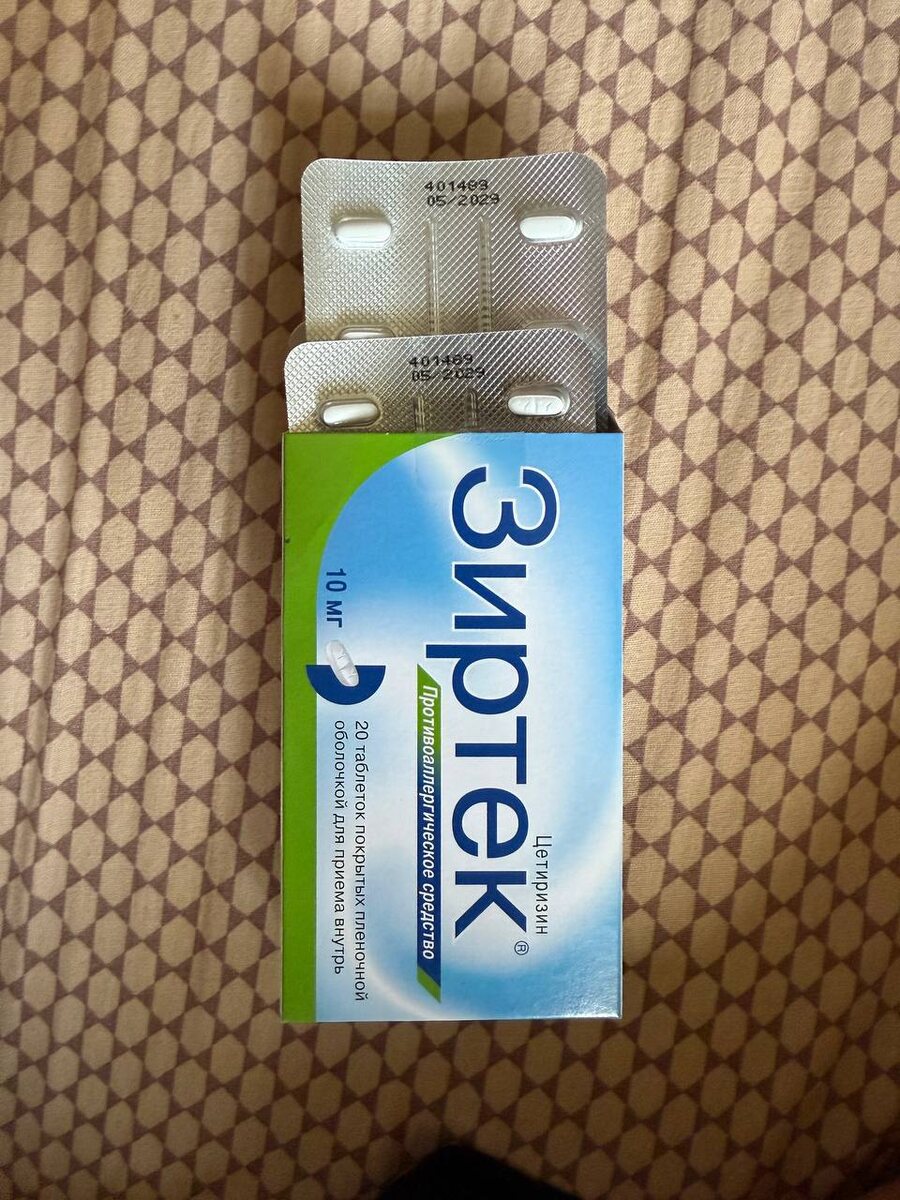 401489
05/2029
401489
05 2029
Цетиризин
Зиртек®
Противоаллергическое средство
10 мг
20 таблеток покрытых пленочной
оболочкой для приема внутрь